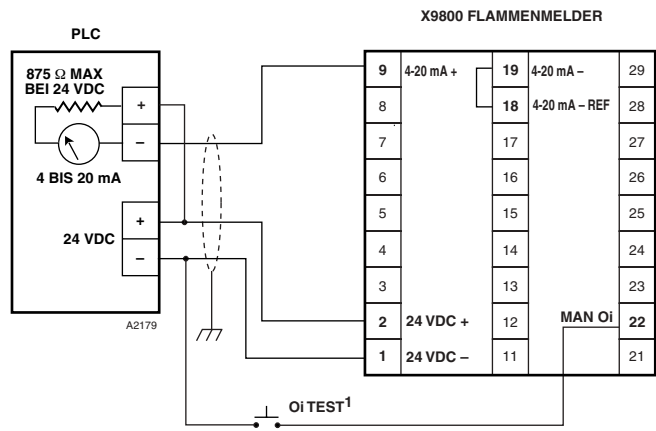 X9800 FLAMMENMELDER
PLC
875 Ω MAX
BEI 24 VDC
+
–
4 BIS 20 mA
+
24 VDC
–
A2179
9 4-20 mA + 19 4-20 mA – 29
8 18 4-20 mA – REF 28
7 17 27
6 16 26
5 15 25
4 14 24
3 13 23
2 24 VDC + 12 MAN Oi 22
1 24 VDC – 11 21
Oi TEST1